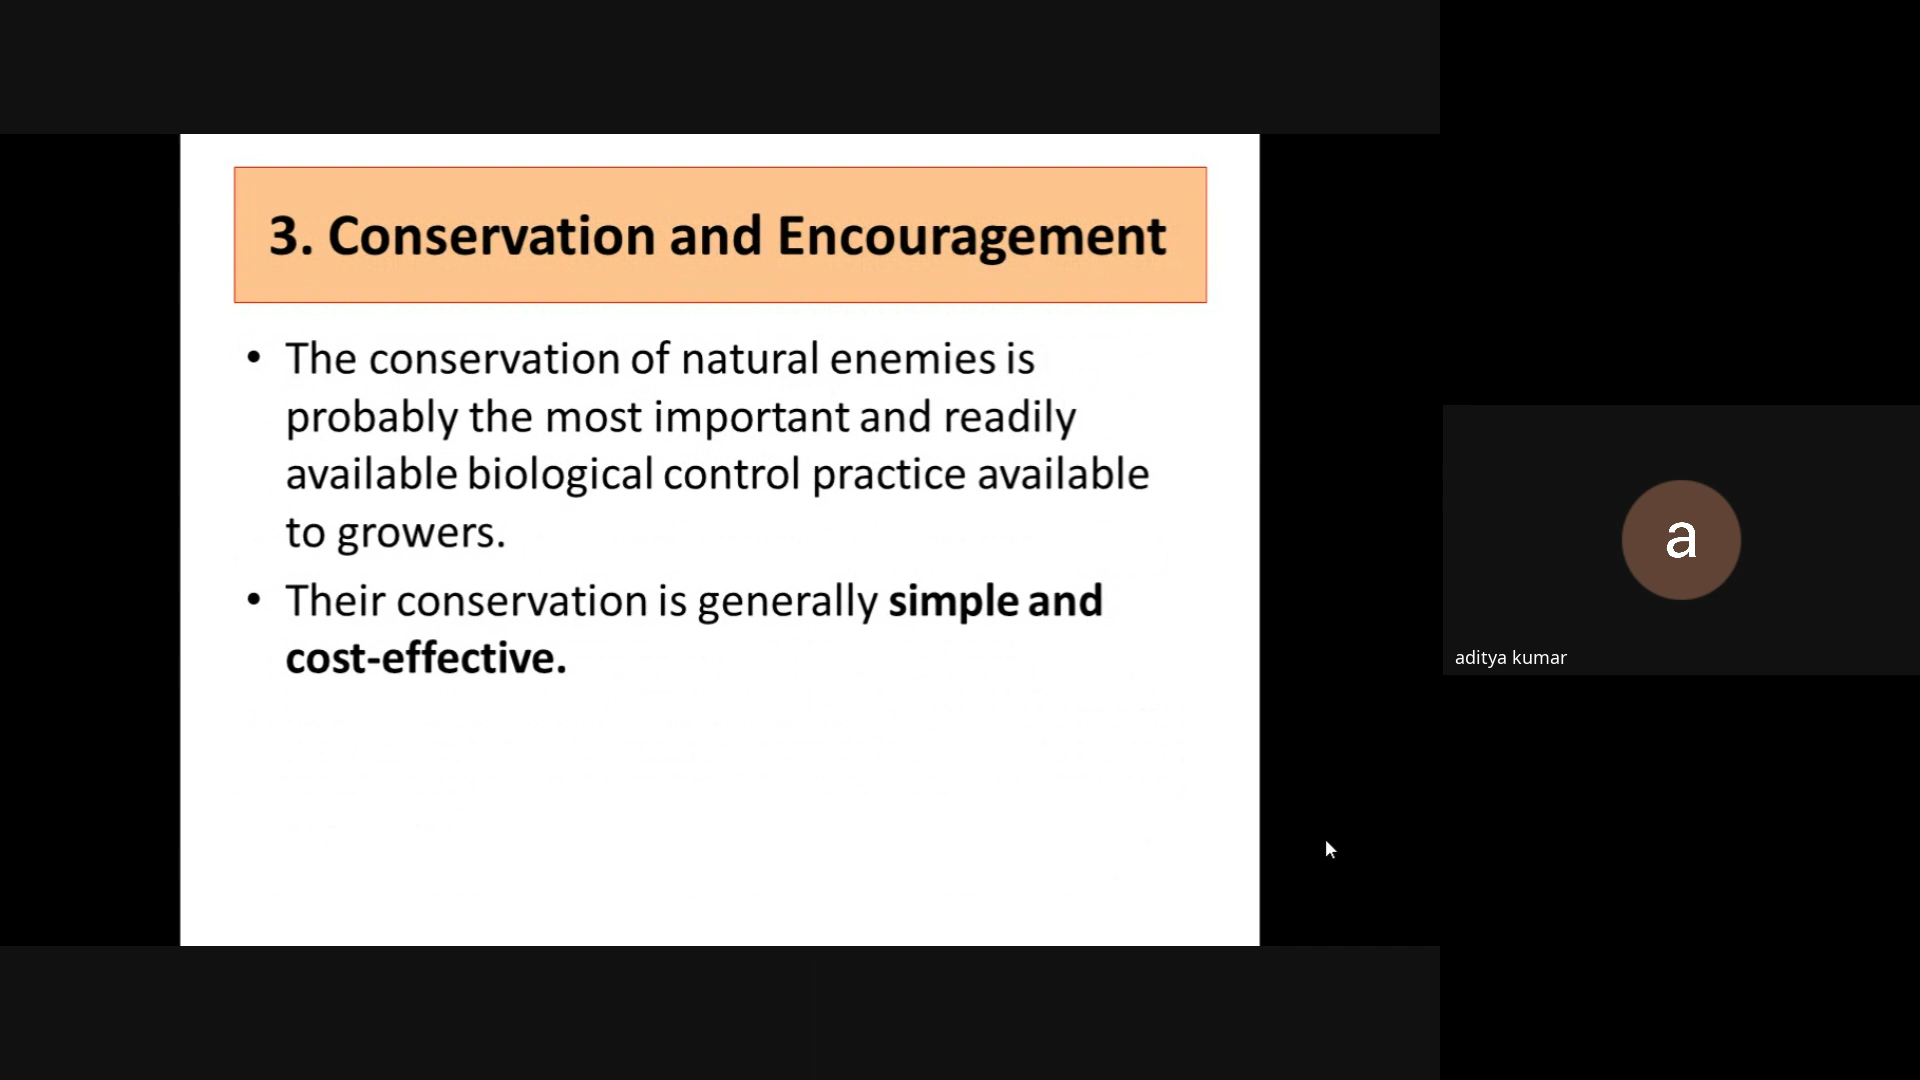 3. Conservation and Encouragement
• The conservation of natural enemies is
probably the most important and readily
available biological control practice available
to growers.
• Their conservation is generally simple and
cost-effective.
a
aditya kumar